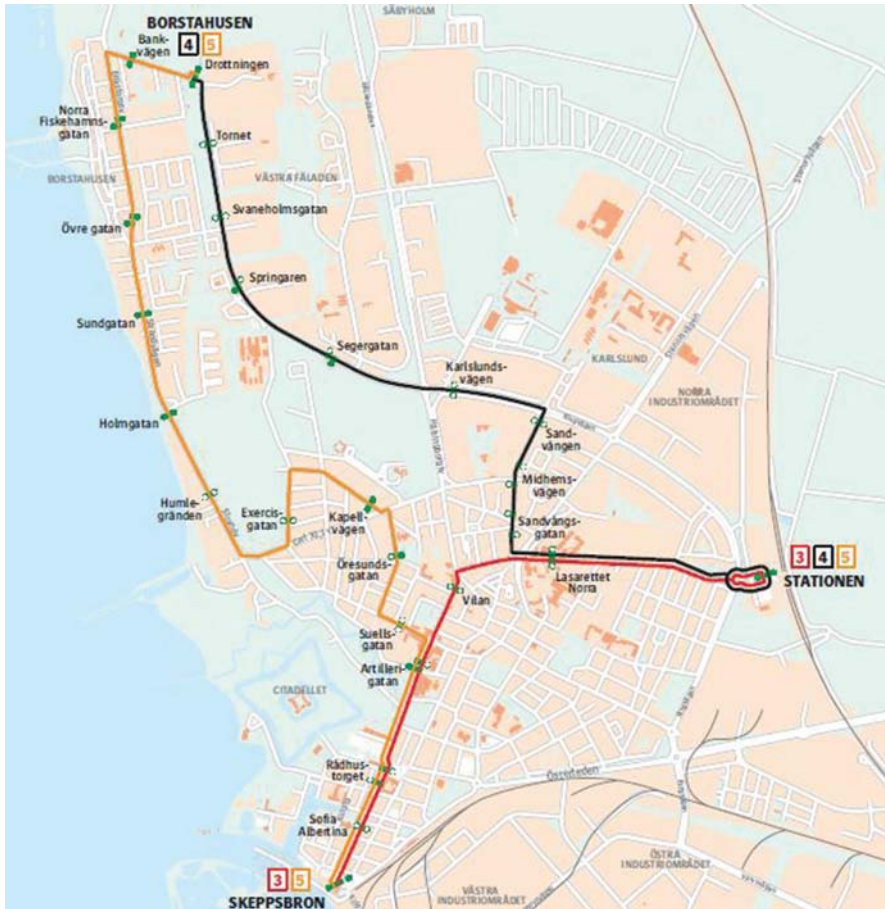 SÄBYHOLM
BORSTAHUSEN
4 5
Bank-
vägen
Drottningen
Norra
Fiskehamns-
gatan
Tornet
BORSTAHUSEN
VÄSTRA FÄLADEN
Övre gatan
Svaneholmsgatan
Springaren
Sundgatan
Segergatan
Karlslunds-
vägen
KARLSLUND
NORRA
INDUSTRIOMRÅDET
Holmgatan
Sand-
vången
Midhems-
vägen
Humle-
gränden
Exercis-
gatan
Kapell-
vägen
Sandvångs-
gatan
Öresunds-
gatan
Lasarettet
Norra
3 4 5
STATIONEN
Vilan
Suells-
gatan
Artilleri-
gatan
CITADELLET
Rådhus-
torget
Österleden
Sofia
Albertina
3 5
SKEPPSBRON
VÄSTRA
INDUSTRIOMRÅDET
ÖSTRA
INDUSTRIOMRÅDET